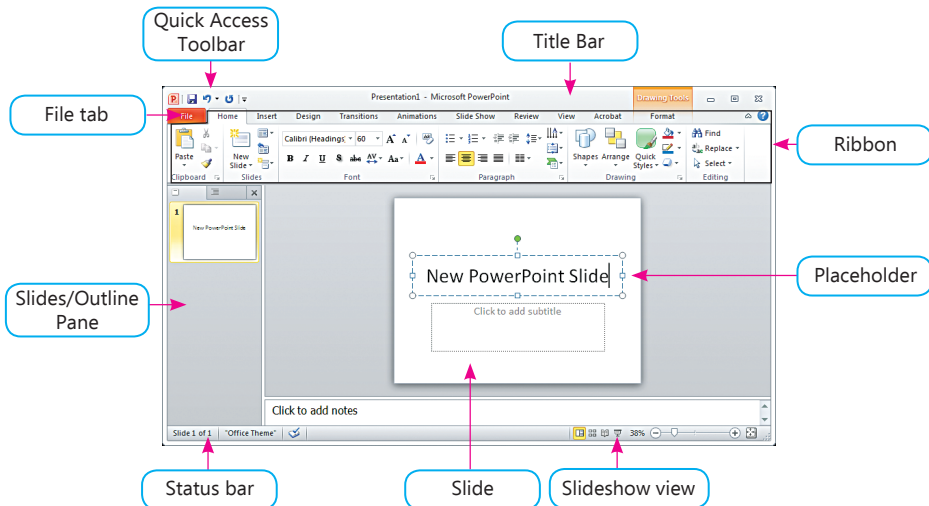 Quick Access
Toolbar
Title Bar
Presentation1 - Microsoft PowerPoint
Drawing Tools
File tab
File Home Insert Design Transitions Animations Slide Show Review View Acrobat Format
Calibri (Headings 60
Find
Replace
Select
Paste
New
Slide
B I U S abc AV Aa A
Shapes Arrange Quick
Styles
Clipboard Slides Font Paragraph Drawing Editing
Ribbon
1
New PowerPoint Slide
New PowerPoint Slide
Click to add subtitle
Placeholder
Slides/Outline
Pane
Click to add notes
Slide 1 of 1 "Office Theme" 38%
Status bar
Slide
Slideshow view